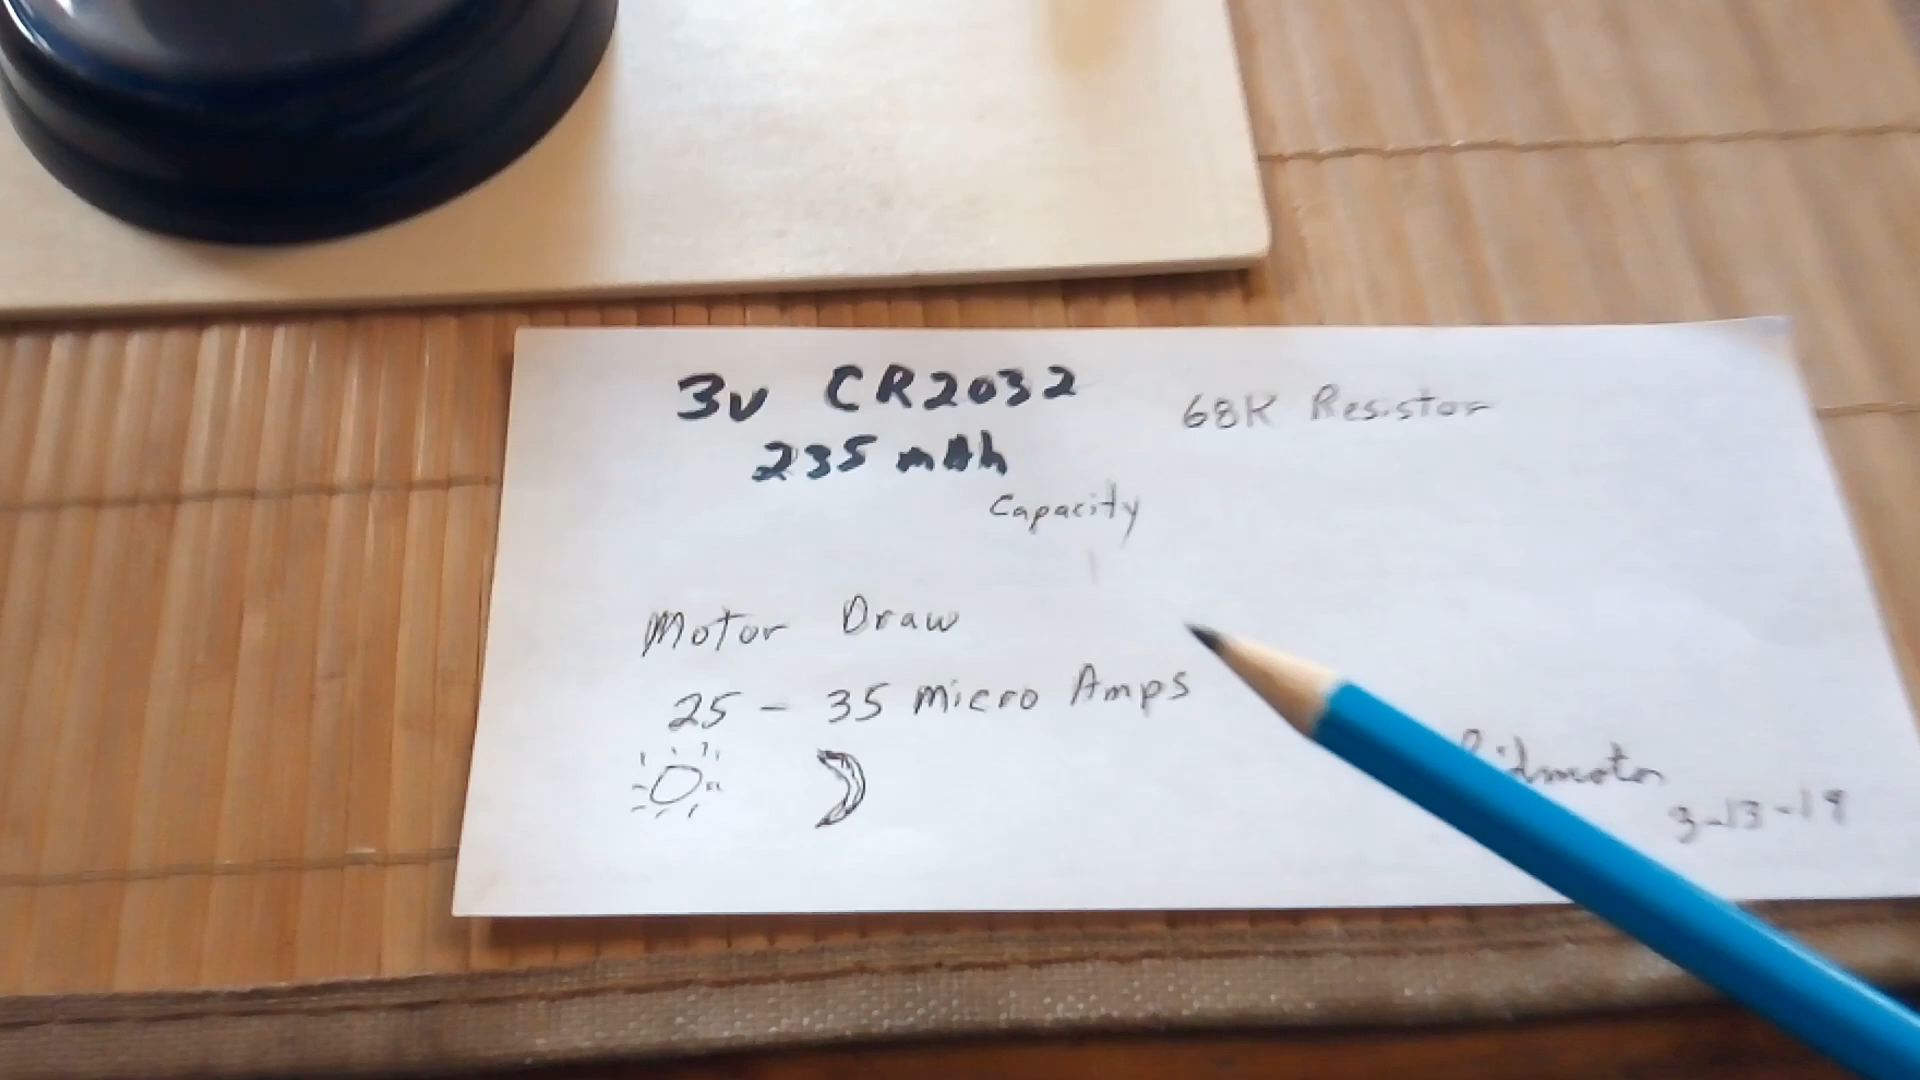 3v CR2032
68K Resistor
235 mAh
Capacity
Motor Draw
25 - 35 Micro Amps
3-13-19